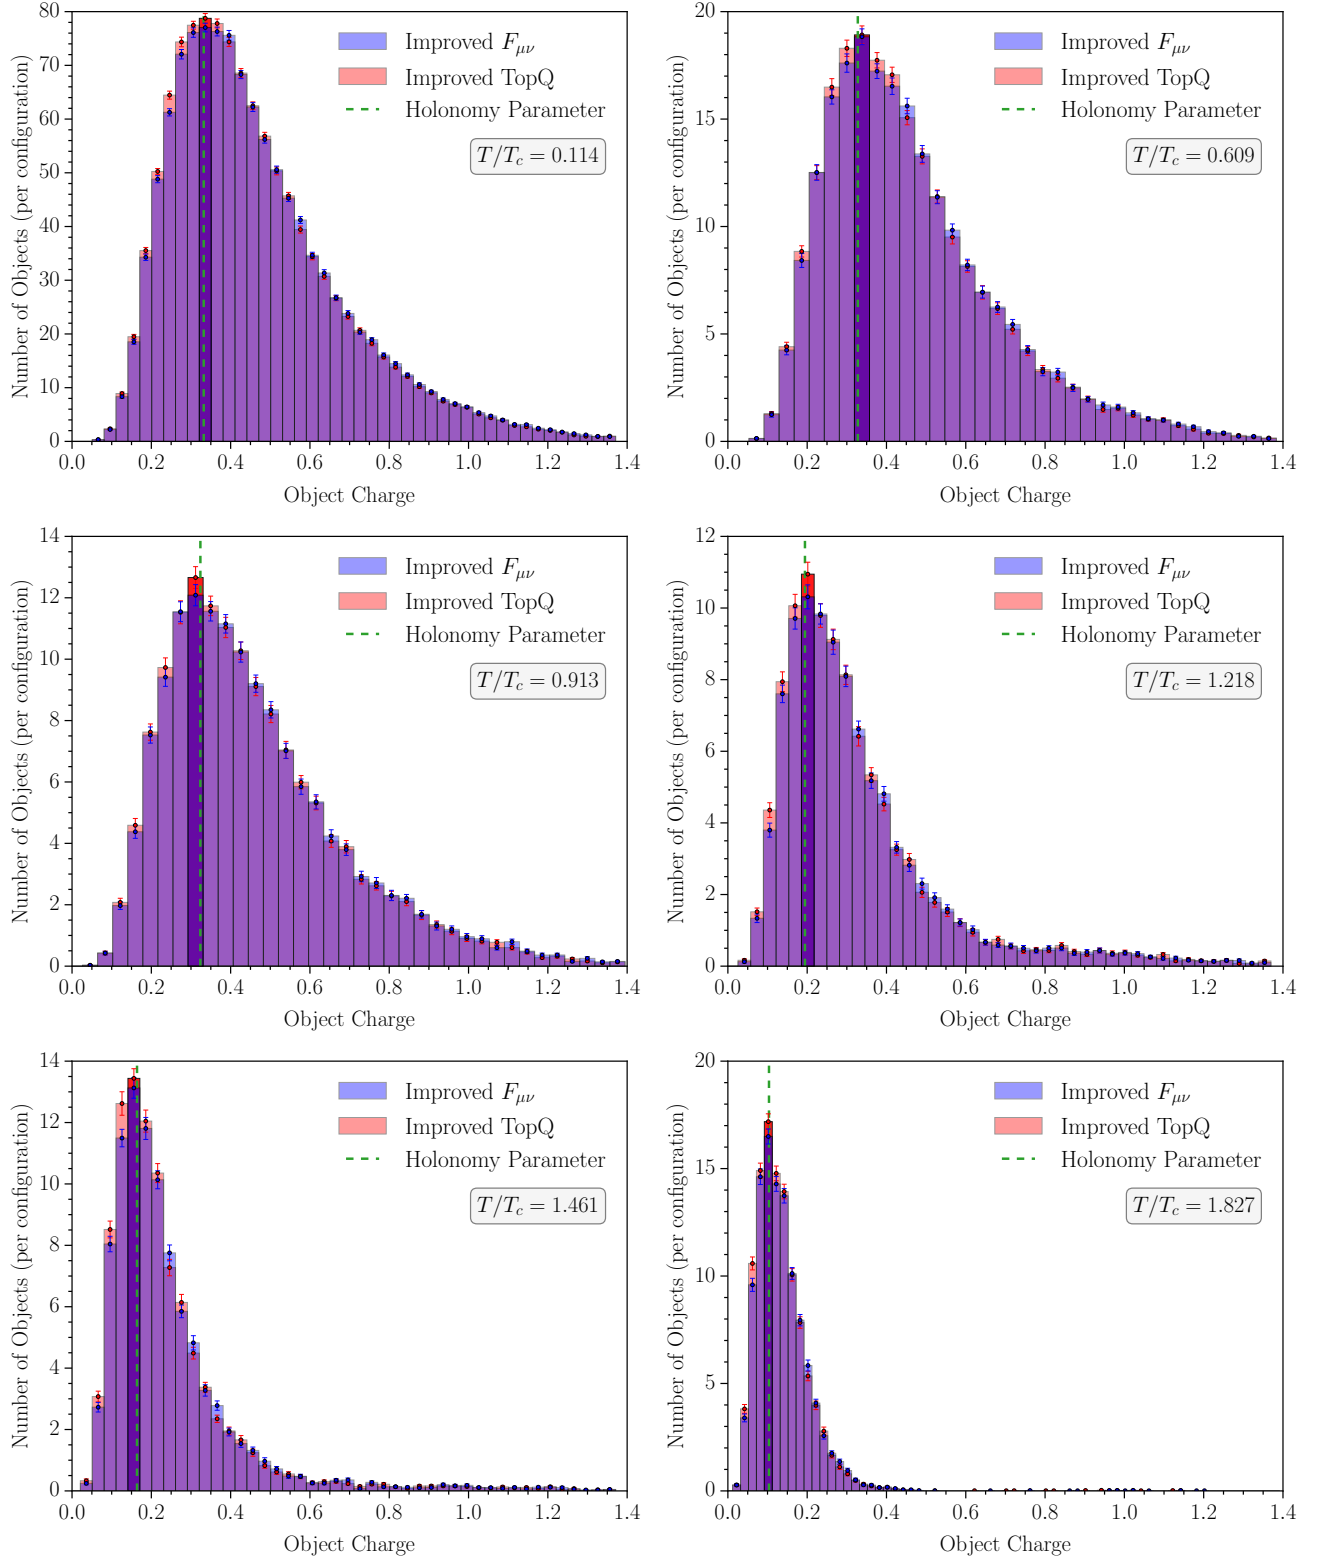 Improved Fμν
Improved TopQ
Holonomy Parameter
T/Tc = 0.114
Number of Objects (per configuration)
80
70
60
50
40
30
20
10
0
0.0 0.2 0.4 0.6 0.8 1.0 1.2 1.4
Object Charge
Improved Fμν
Improved TopQ
Holonomy Parameter
T/Tc = 0.609
Number of Objects (per configuration)
20
15
10
5
0
0.0 0.2 0.4 0.6 0.8 1.0 1.2 1.4
Object Charge
Improved Fμν
Improved TopQ
Holonomy Parameter
T/Tc = 0.913
Number of Objects (per configuration)
14
12
10
8
6
4
2
0
0.0 0.2 0.4 0.6 0.8 1.0 1.2 1.4
Object Charge
Improved Fμν
Improved TopQ
Holonomy Parameter
T/Tc = 1.218
Number of Objects (per configuration)
12
10
8
6
4
2
0
0.0 0.2 0.4 0.6 0.8 1.0 1.2 1.4
Object Charge
Improved Fμν
Improved TopQ
Holonomy Parameter
T/Tc = 1.461
Number of Objects (per configuration)
14
12
10
8
6
4
2
0
0.0 0.2 0.4 0.6 0.8 1.0 1.2 1.4
Object Charge
Improved Fμν
Improved TopQ
Holonomy Parameter
T/Tc = 1.827
Number of Objects (per configuration)
20
15
10
5
0
0.0 0.2 0.4 0.6 0.8 1.0 1.2 1.4
Object Charge